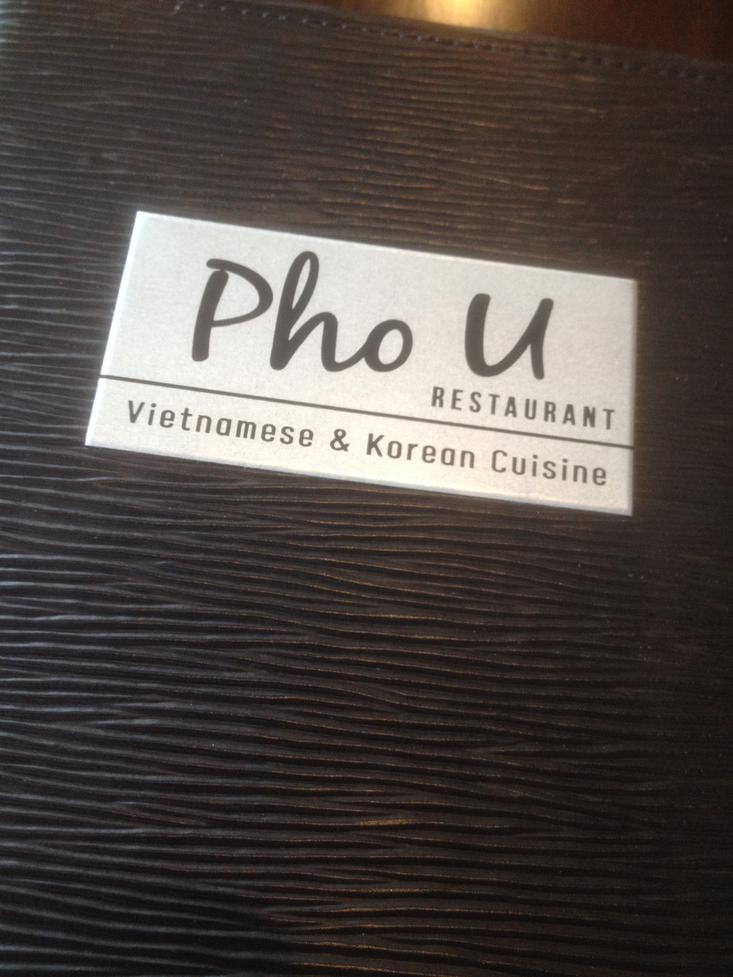 Pho U
RESTAURANT
Vietnamese & Korean Cuisine